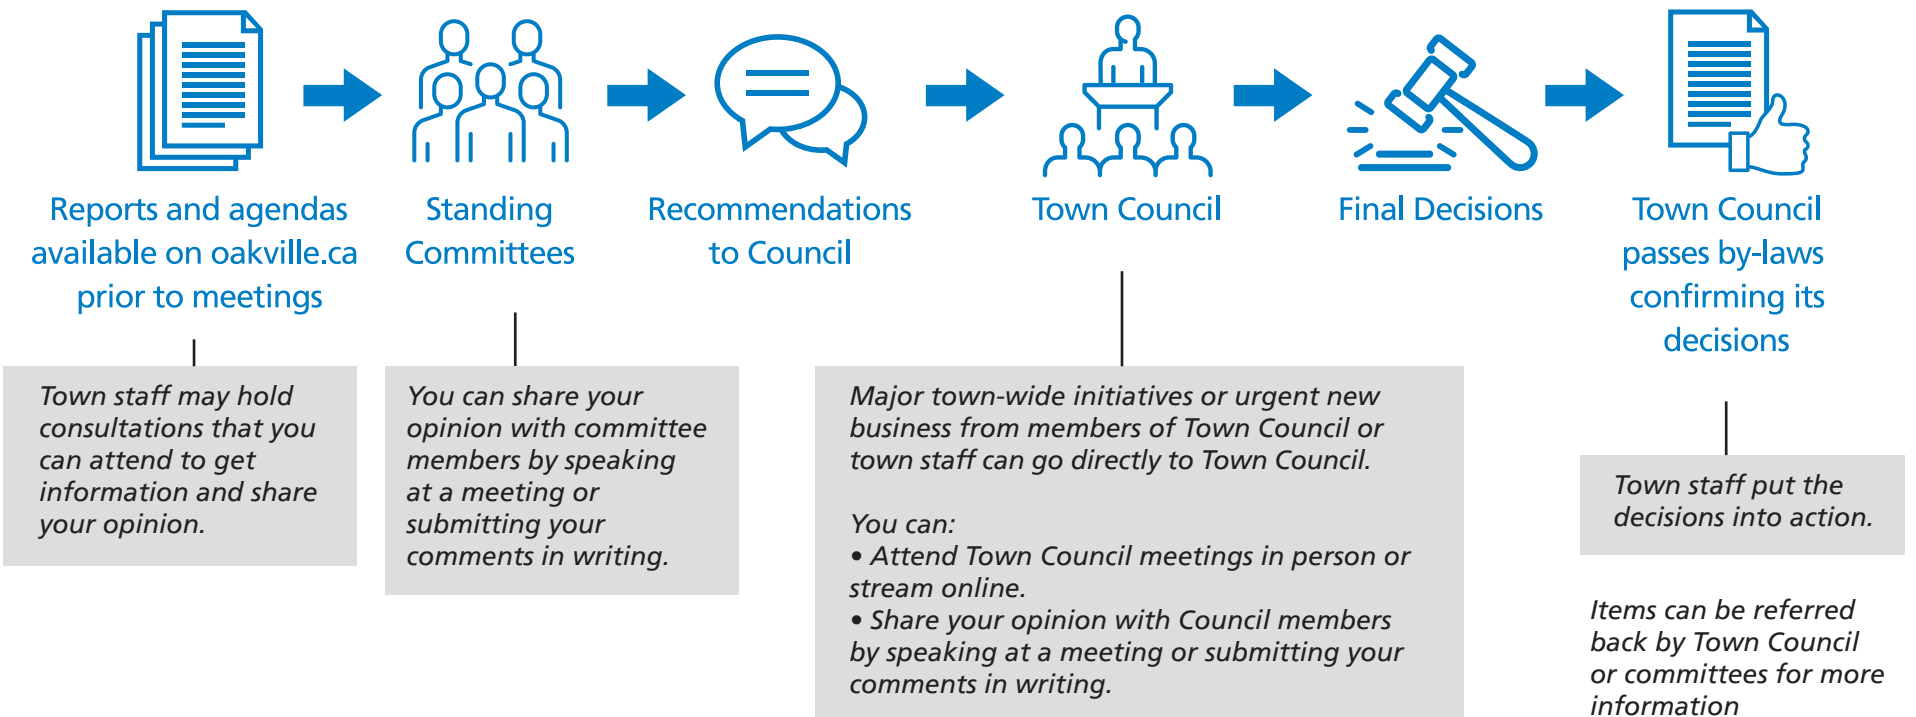 Reports and agendas
available on oakville.ca
prior to meetings
Standing
Committees
Recommendations
to Council
Town Council
Final Decisions
Town Council
passes by-laws
confirming its
decisions
Town staff may hold
consultations that you
can attend to get
information and share
your opinion.
You can share your
opinion with committee
members by speaking
at a meeting or
submitting your
comments in writing.
Major town-wide initiatives or urgent new
business from members of Town Council or
town staff can go directly to Town Council.
You can:
• Attend Town Council meetings in person or
stream online.
• Share your opinion with Council members
by speaking at a meeting or submitting your
comments in writing.
Town staff put the
decisions into action.
Items can be referred
back by Town Council
or committees for more
information